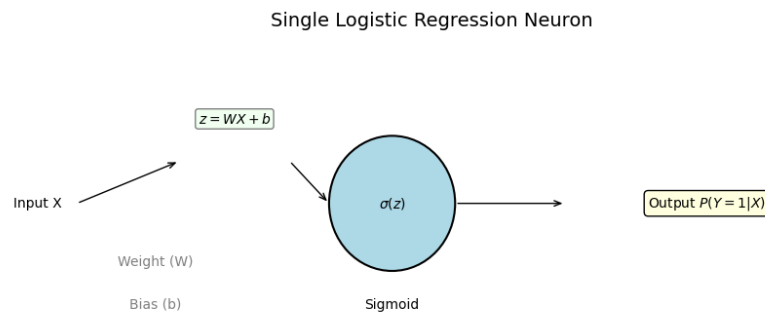 Single Logistic Regression Neuron
z = WX + b
Input X
σ(z)
Output P(Y = 1|X)
Weight (W)
Bias (b)
Sigmoid